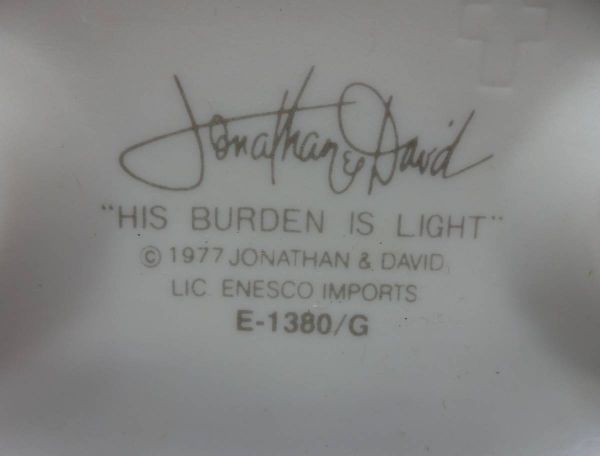 Jonathan & David
"HIS BURDEN IS LIGHT"
© 1977 JONATHAN & DAVID,
LIC. ENESCO IMPORTS
E-1380/G